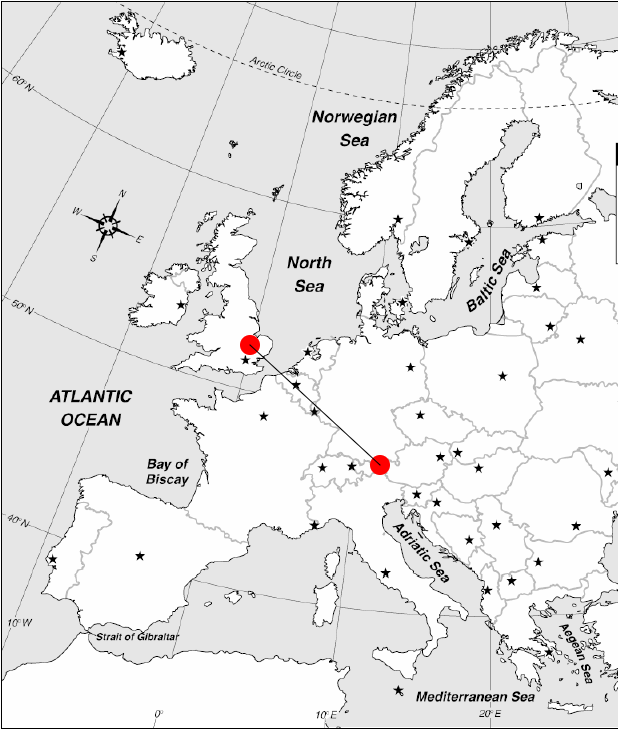 Arctic Circle
60°N
Norwegian
Sea
N
W
E
S
North
Sea
Baltic Sea
50°N
ATLANTIC
OCEAN
Bay of
Biscay
40°N
Adriatic Sea
10°W
Strait of Gibraltar
Aegean Sea
Mediterranean Sea
0°
10°E
20°E